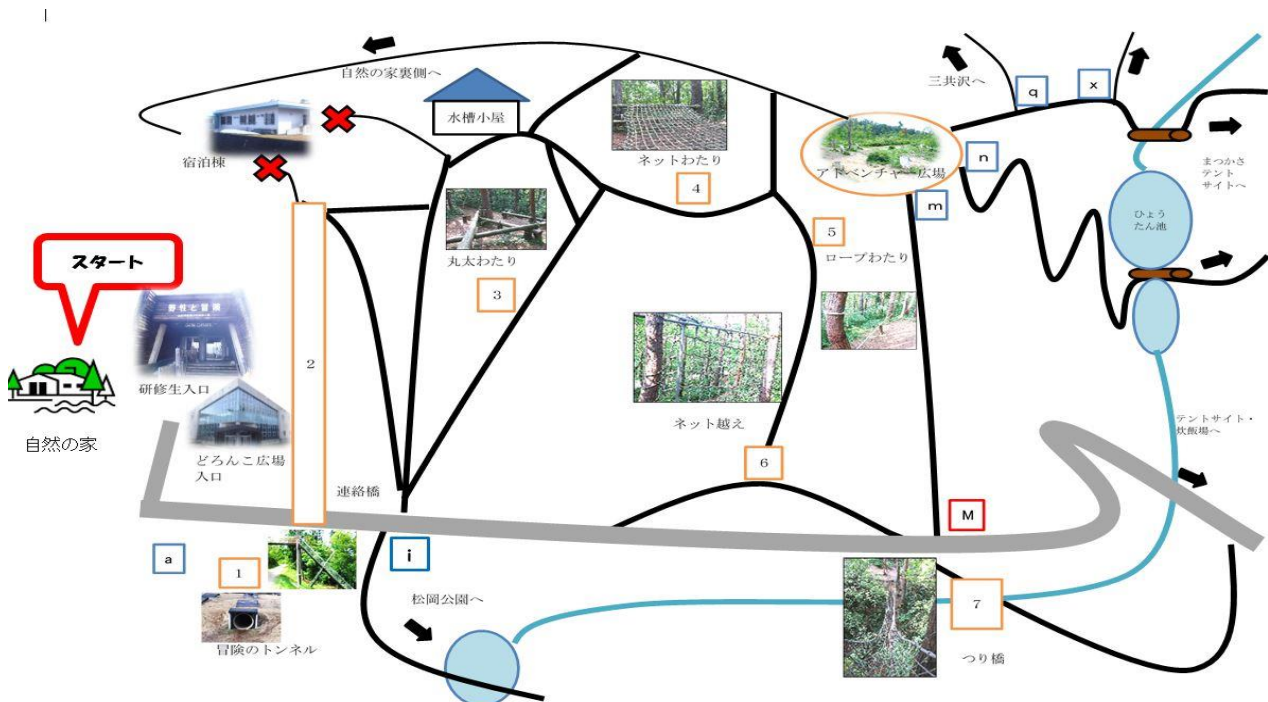 自然の家裏側へ
三共沢へ
q
x
水槽小屋
宿泊棟
ネットわたり
アドベンチャー広場
n
まつかさ
テント
サイトへ
4
m
ひょう
たん池
スタート
丸太わたり
5
ロープわたり
3
野性と冒険
2
研修生入口
ネット越え
自然の家
どろんこ広場
入口
テントサイト・
炊飯場へ
6
連絡橋
M
a
1
i
松岡公園へ
7
冒険のトンネル
つり橋